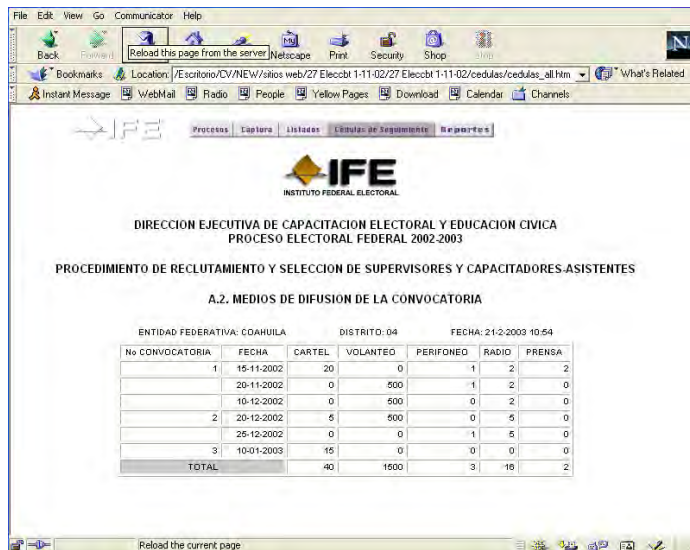 File Edit View Go Communicator Help
Back Forward Reload this page from the server Netscape Print Security Shop Stop
Bookmarks Location: /Escritorio/CV/NEW/sitios web/27 Eleccbt 1-11-02/27 Eleccbt 1-11-02/cedulas/cedulas_all.htm What's Related
Instant Message WebMail Radio People Yellow Pages Download Calendar Channels
IFE Procesos Captura Listados Cédulas de Seguimiento Reportes
IFE
INSTITUTO FEDERAL ELECTORAL
DIRECCION EJECUTIVA DE CAPACITACION ELECTORAL Y EDUCACION CIVICA
PROCESO ELECTORAL FEDERAL 2002-2003
PROCEDIMIENTO DE RECLUTAMIENTO Y SELECCION DE SUPERVISORES Y CAPACITADORES-ASISTENTES
A.2. MEDIOS DE DIFUSION DE LA CONVOCATORIA
ENTIDAD FEDERATIVA: COAHUILA DISTRITO: 04 FECHA: 21-2-2003 10:54
No CONVOCATORIA FECHA CARTEL VOLANTEO PERIFONEO RADIO PRENSA
1 15-11-2002 20 0 1 2 2
20-11-2002 0 500 1 2 0
10-12-2002 0 500 0 2 0
2 20-12-2002 5 500 0 5 0
25-12-2002 0 0 1 5 0
3 10-01-2003 15 0 0 0 0
TOTAL 40 1500 3 16 2
Reload the current page